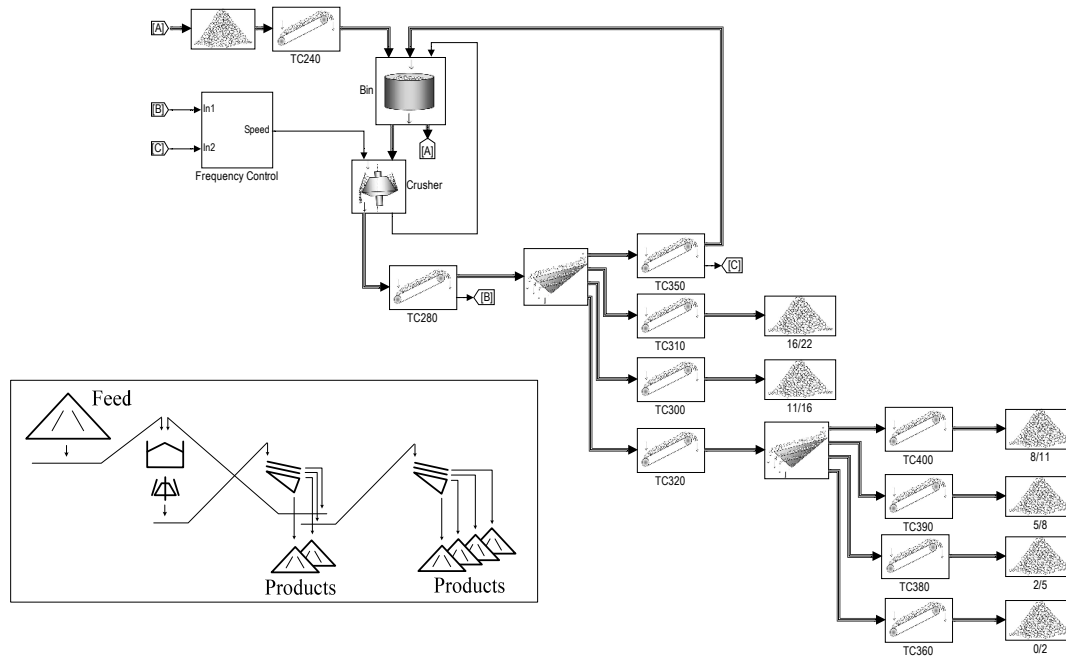 [A]
TC240
Bin
[B]
In1
Speed
[C]
In2
[A]
Frequency Control
Crusher
TC350
[C]
TC280
[B]
TC310
16/22
TC300
11/16
TC320
TC400
8/11
TC390
5/8
TC380
2/5
TC360
0/2
Feed
Products
Products